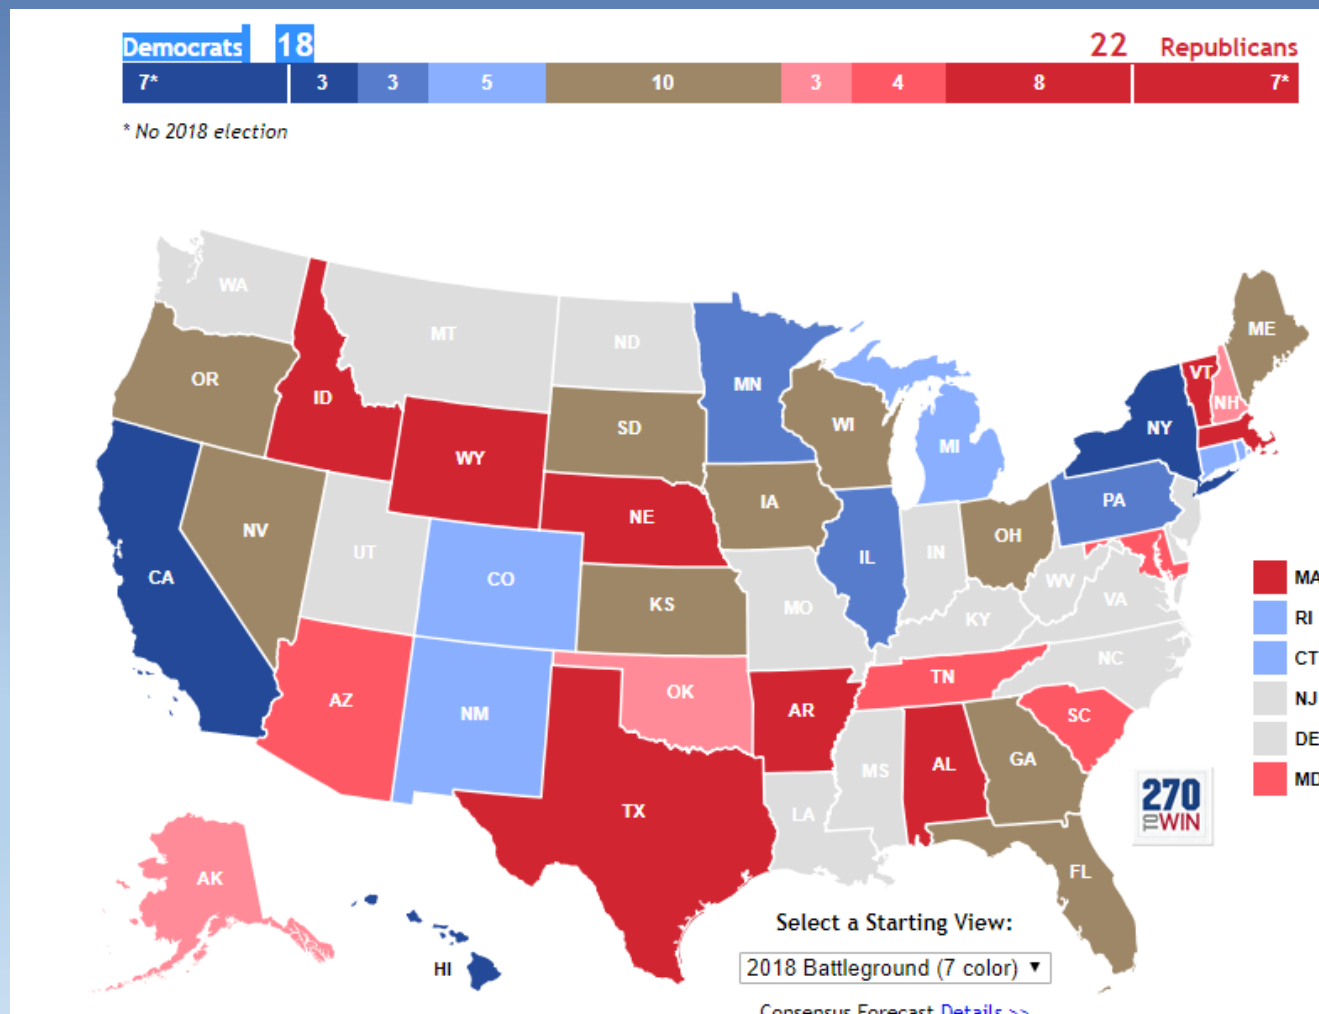 Democrats 18 22 Republicans
7* 3 3 5 10 3 4 8 7*
* No 2018 election
WA
MT
ND
ME
OR
ID
MN
VT
NH
SD
WI
NY
MI
WY
NE
IA
PA
NV
UT
CO
IL
IN
OH
CA
KS
MO
WV
VA
KY
NC
AZ
NM
OK
AR
TN
SC
MS
AL
GA
TX
LA
FL
AK
HI
MA
RI
CT
NJ
DE
MD
270
TO WIN
Select a Starting View:
2018 Battleground (7 color) ▼
Consensus Forecast Details >>